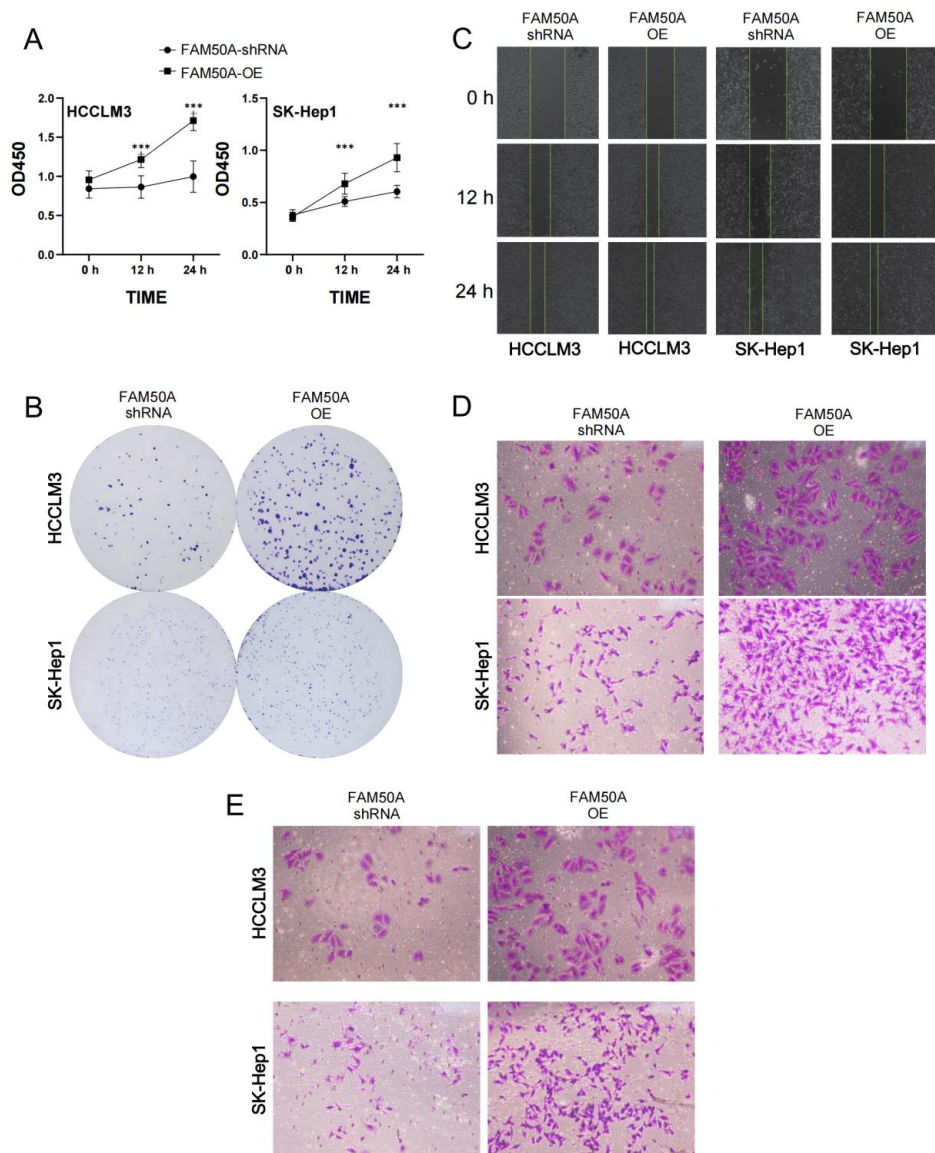 A
FAM50A-shRNA
FAM50A-OE
HCCLM3
***
***
OD450
2.0
1.5
1.0
0.5
0.0
0 h 12 h 24 h
TIME
SK-Hep1
***
***
OD450
1.5
1.0
0.5
0.0
0 h 12 h 24 h
TIME
C
FAM50A
shRNA
FAM50A
OE
FAM50A
shRNA
FAM50A
OE
0 h
12 h
24 h
HCCLM3 HCCLM3 SK-Hep1 SK-Hep1
B
FAM50A
shRNA
FAM50A
OE
HCCLM3
SK-Hep1
D
FAM50A
shRNA
FAM50A
OE
HCCLM3
SK-Hep1
E
FAM50A
shRNA
FAM50A
OE
HCCLM3
SK-Hep1